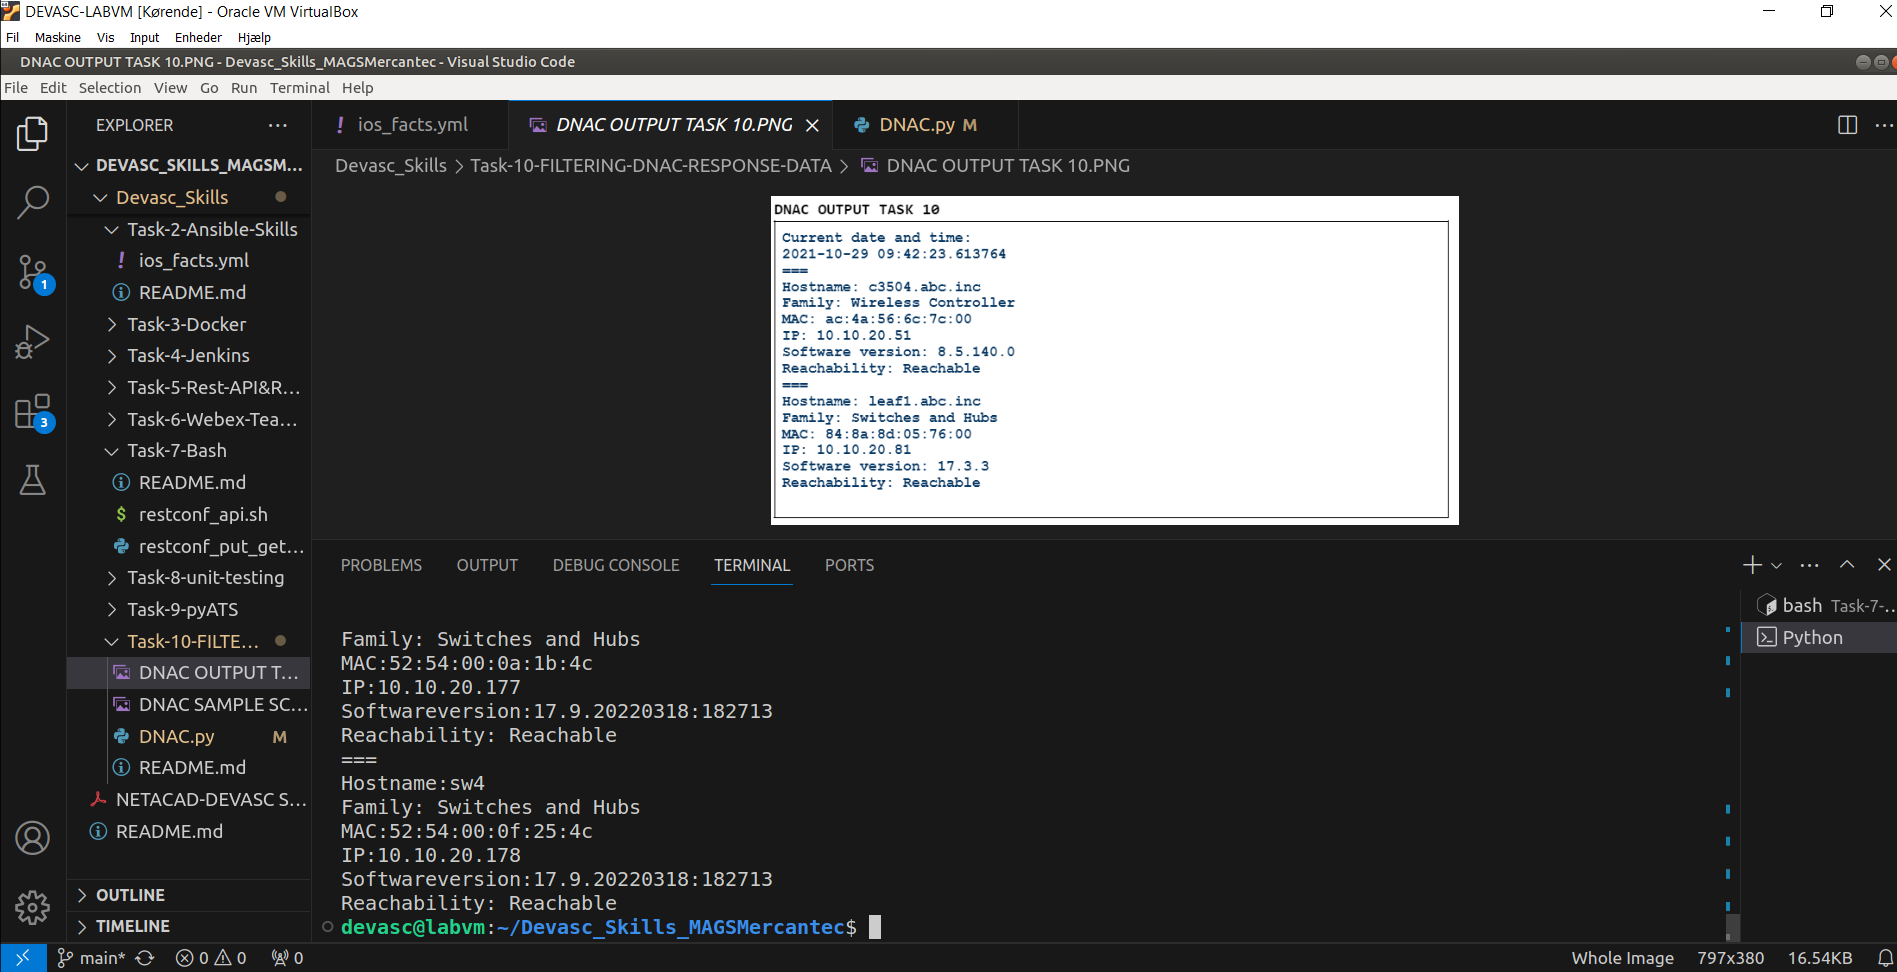 DEVASC-LABVM [Kørende] - Oracle VM VirtualBox
Fil Maskine Vis Input Enheder Hjælp
DNAC OUTPUT TASK 10.PNG - Devasc_Skills_MAGSMercantec - Visual Studio Code
File Edit Selection View Go Run Terminal Help
EXPLORER
DEVASC_SKILLS_MAGSM...
Devasc_Skills
Task-2-Ansible-Skills
! ios_facts.yml
README.md
Task-3-Docker
Task-4-Jenkins
Task-5-Rest-API&R...
Task-6-Webex-Tea...
Task-7-Bash
README.md
$ restconf_api.sh
restconf_put_get...
Task-8-unit-testing
Task-9-pyATS
Task-10-FILTE...
DNAC OUTPUT T...
DNAC SAMPLE SC...
DNAC.py M
README.md
NETACAD-DEVASC S...
README.md
OUTLINE
TIMELINE
1
3
! ios_facts.yml
DNAC OUTPUT TASK 10.PNG
DNAC.py M
Devasc_Skills > Task-10-FILTERING-DNAC-RESPONSE-DATA > DNAC OUTPUT TASK 10.PNG
DNAC OUTPUT TASK 10
Current date and time:
2021-10-29 09:42:23.613764
===
Hostname: c3504.abc.inc
Family: Wireless Controller
MAC: ac:4a:56:6c:7c:00
IP: 10.10.20.51
Software version: 8.5.140.0
Reachability: Reachable
===
Hostname: leaf1.abc.inc
Family: Switches and Hubs
MAC: 84:8a:8d:05:76:00
IP: 10.10.20.81
Software version: 17.3.3
Reachability: Reachable
PROBLEMS OUTPUT DEBUG CONSOLE TERMINAL PORTS
Family: Switches and Hubs
MAC:52:54:00:0a:1b:4c
IP:10.10.20.177
Softwareversion:17.9.20220318:182713
Reachability: Reachable
===
Hostname:sw4
Family: Switches and Hubs
MAC:52:54:00:0f:25:4c
IP:10.10.20.178
Softwareversion:17.9.20220318:182713
Reachability: Reachable
devasc@labvm:~/Devasc_Skills_MAGSMercantec$
bash Task-7-...
Python
main* 0 0 0
Whole Image 797x380 16.54KB